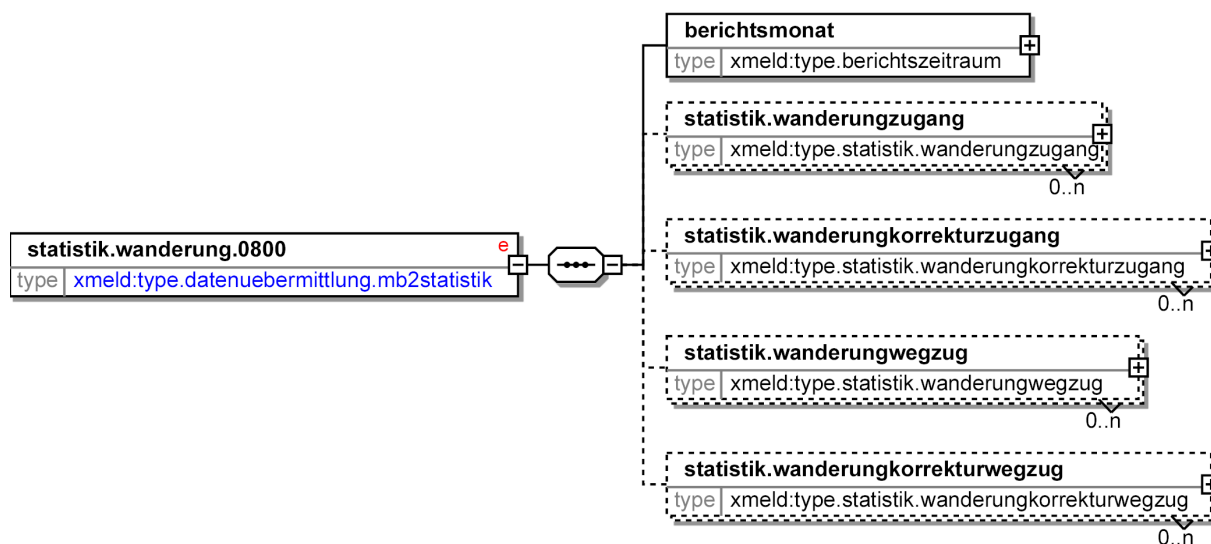 berichtsmonat
type xmeld:type.berichtszeitraum
statistik.wanderungzugang
type xmeld:type.statistik.wanderungzugang
0..n
statistik.wanderung.0800 e
type xmeld:type.datenuebermittlung.mb2statistik
statistik.wanderungkorrekturzugang
type xmeld:type.statistik.wanderungkorrekturzugang
0..n
statistik.wanderungwegzug
type xmeld:type.statistik.wanderungwegzug
0..n
statistik.wanderungkorrekturwegzug
type xmeld:type.statistik.wanderungkorrekturwegzug
0..n